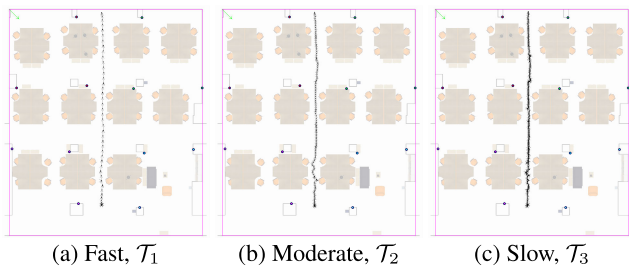 (a) Fast, 𝒯₁
(b) Moderate, 𝒯₂
(c) Slow, 𝒯₃